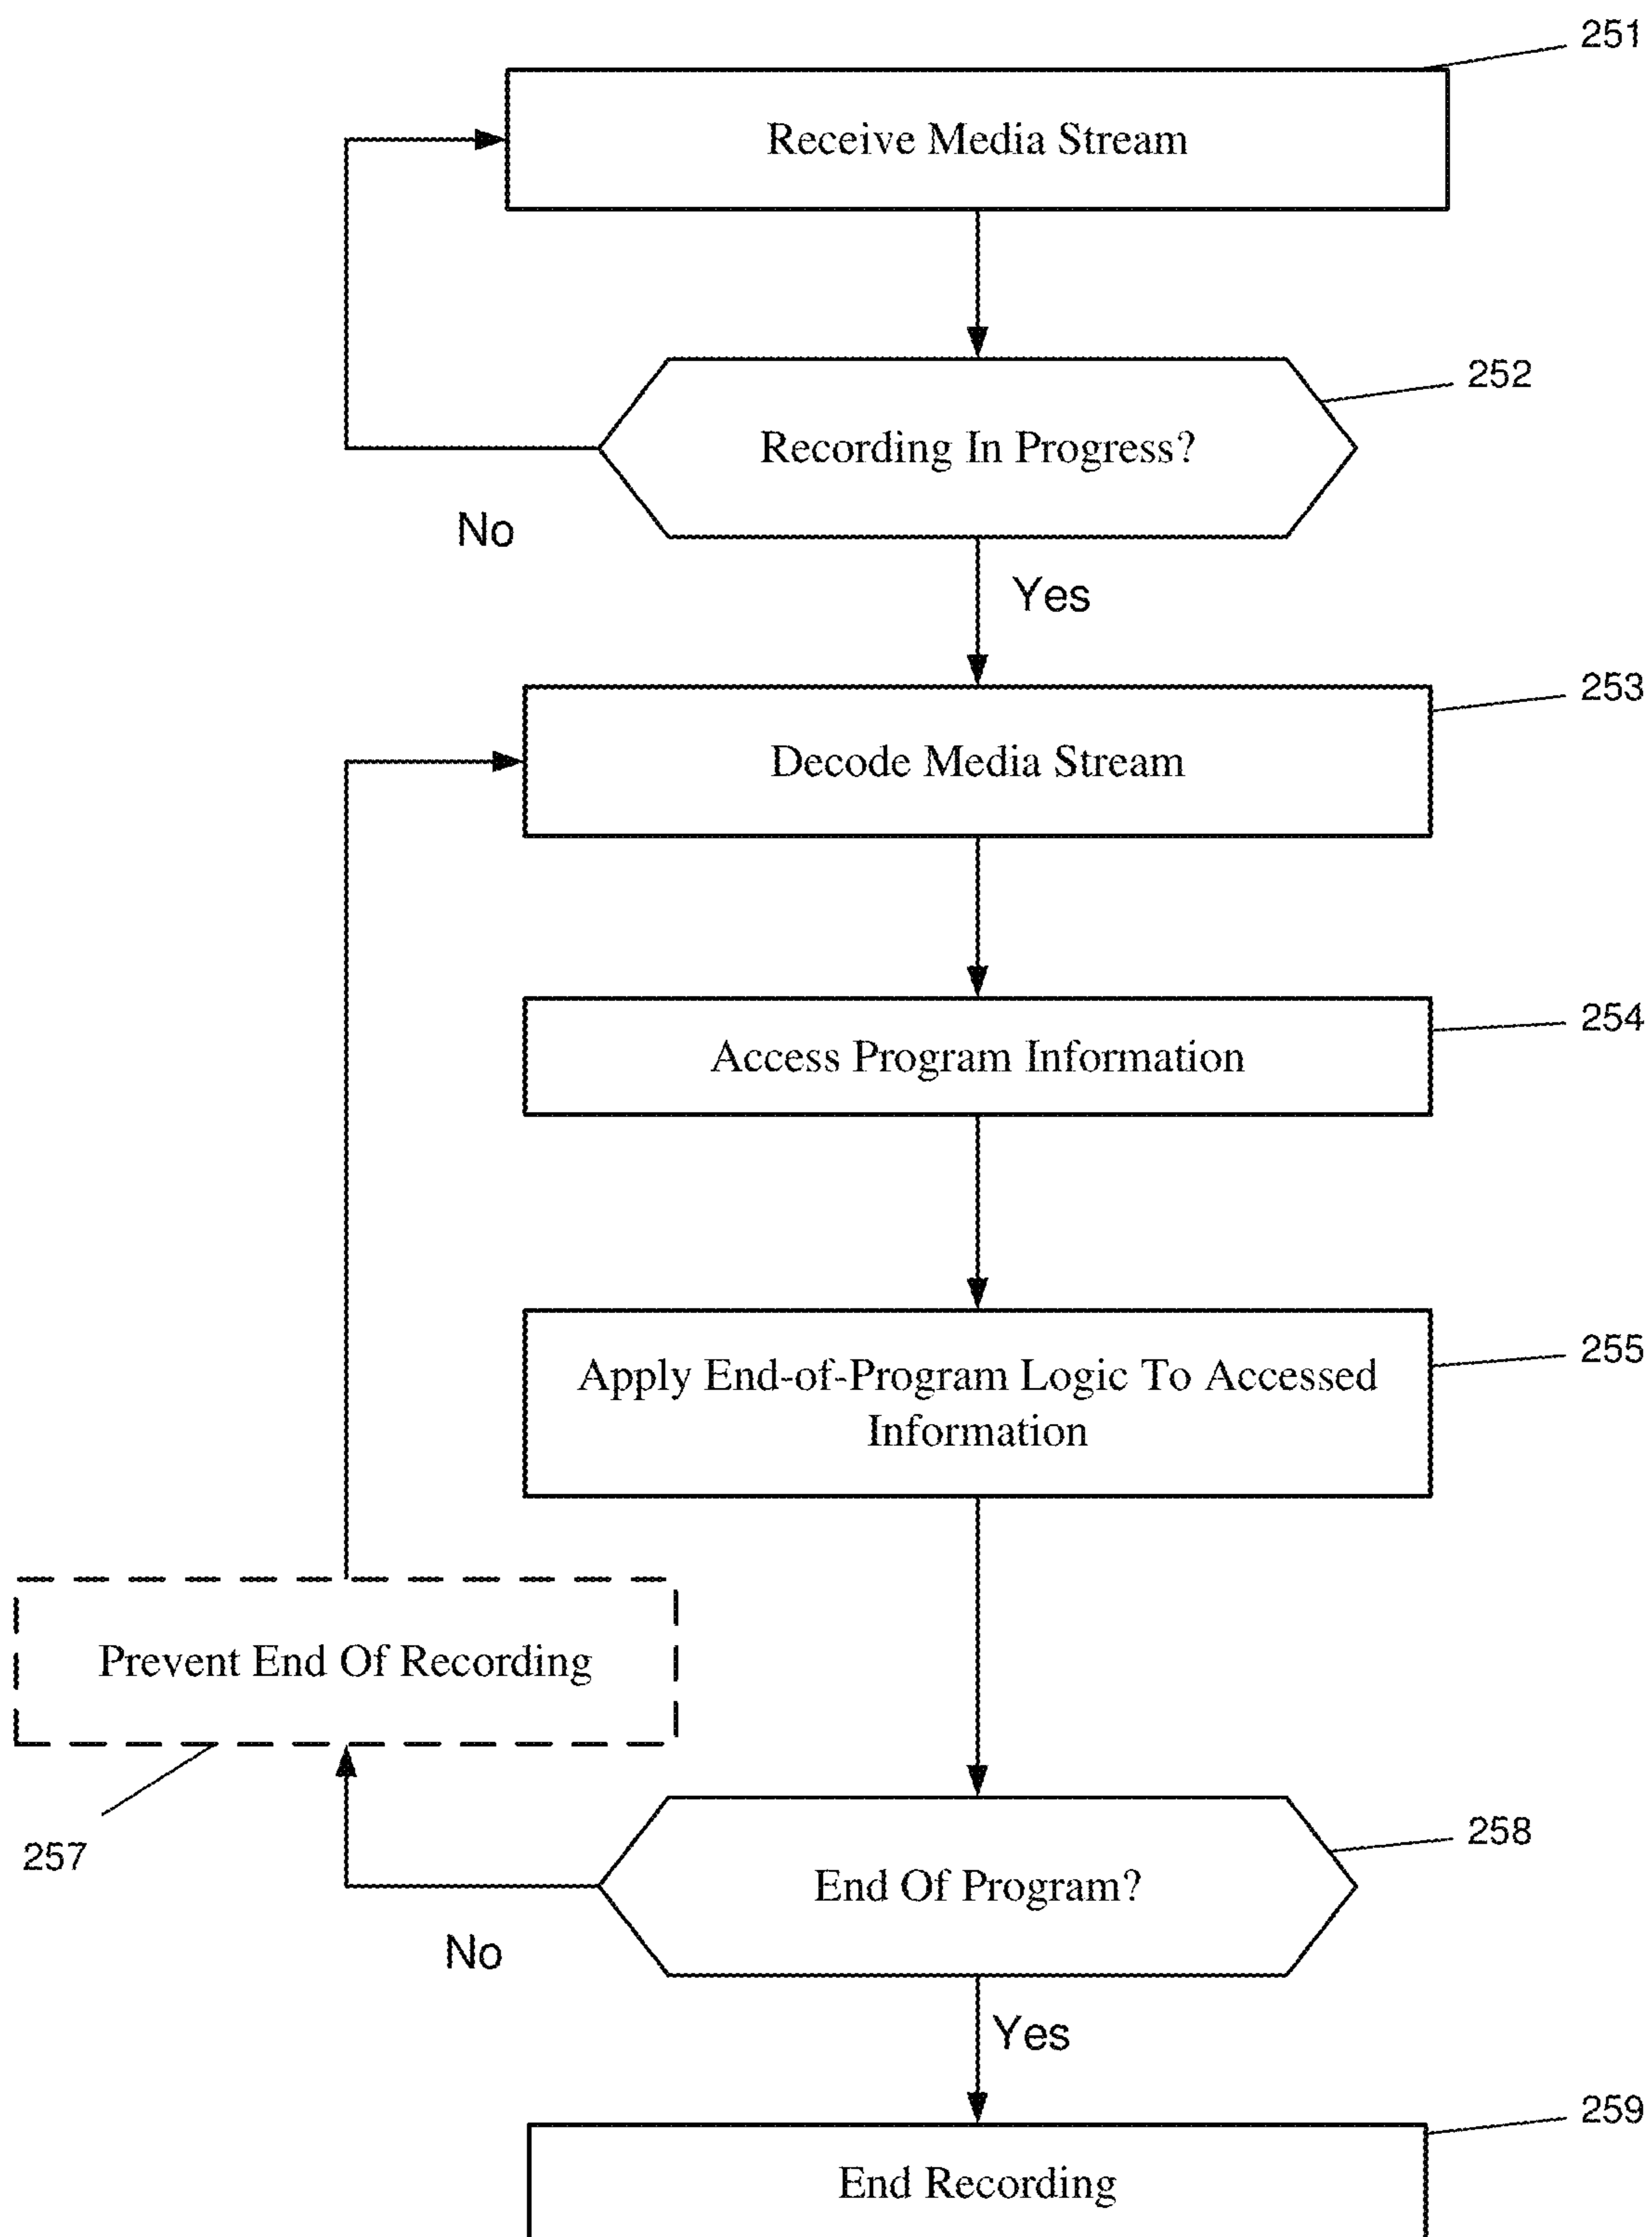 251
Receive Media Stream
252
Recording In Progress?
No
Yes
253
Decode Media Stream
254
Access Program Information
255
Apply End-of-Program Logic To Accessed
Information
Prevent End Of Recording
257
258
End Of Program?
No
Yes
259
End Recording